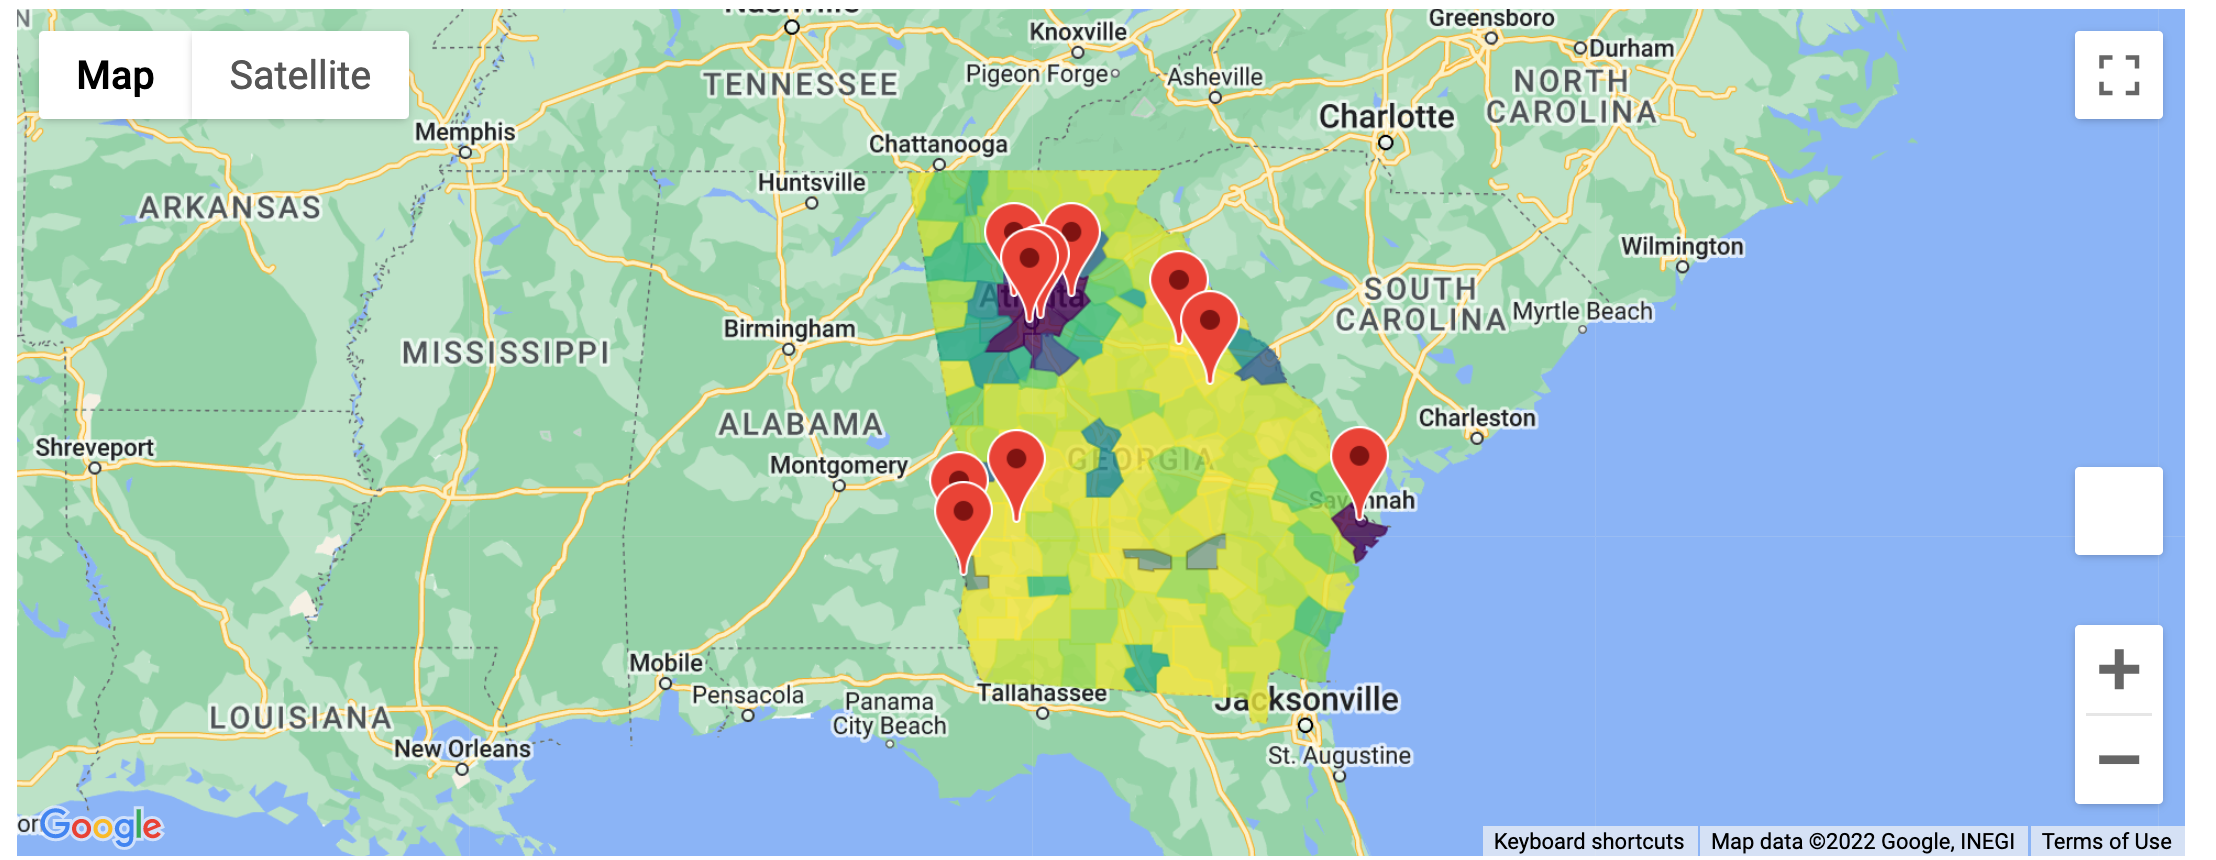 Nashville
Greensboro
Knoxville
Durham
Map
Satellite
Pigeon Forge
Asheville
TENNESSEE
NORTH
CAROLINA
Charlotte
Memphis
Chattanooga
Huntsville
ARKANSAS
Wilmington
SOUTH
CAROLINA
Atlanta
Myrtle Beach
Birmingham
MISSISSIPPI
ALABAMA
Charleston
Shreveport
Montgomery
GEORGIA
Savannah
Mobile
Pensacola
Tallahassee
Panama
City Beach
Jacksonville
LOUISIANA
New Orleans
St. Augustine
Google
Keyboard shortcuts
Map data ©2022 Google, INEGI
Terms of Use